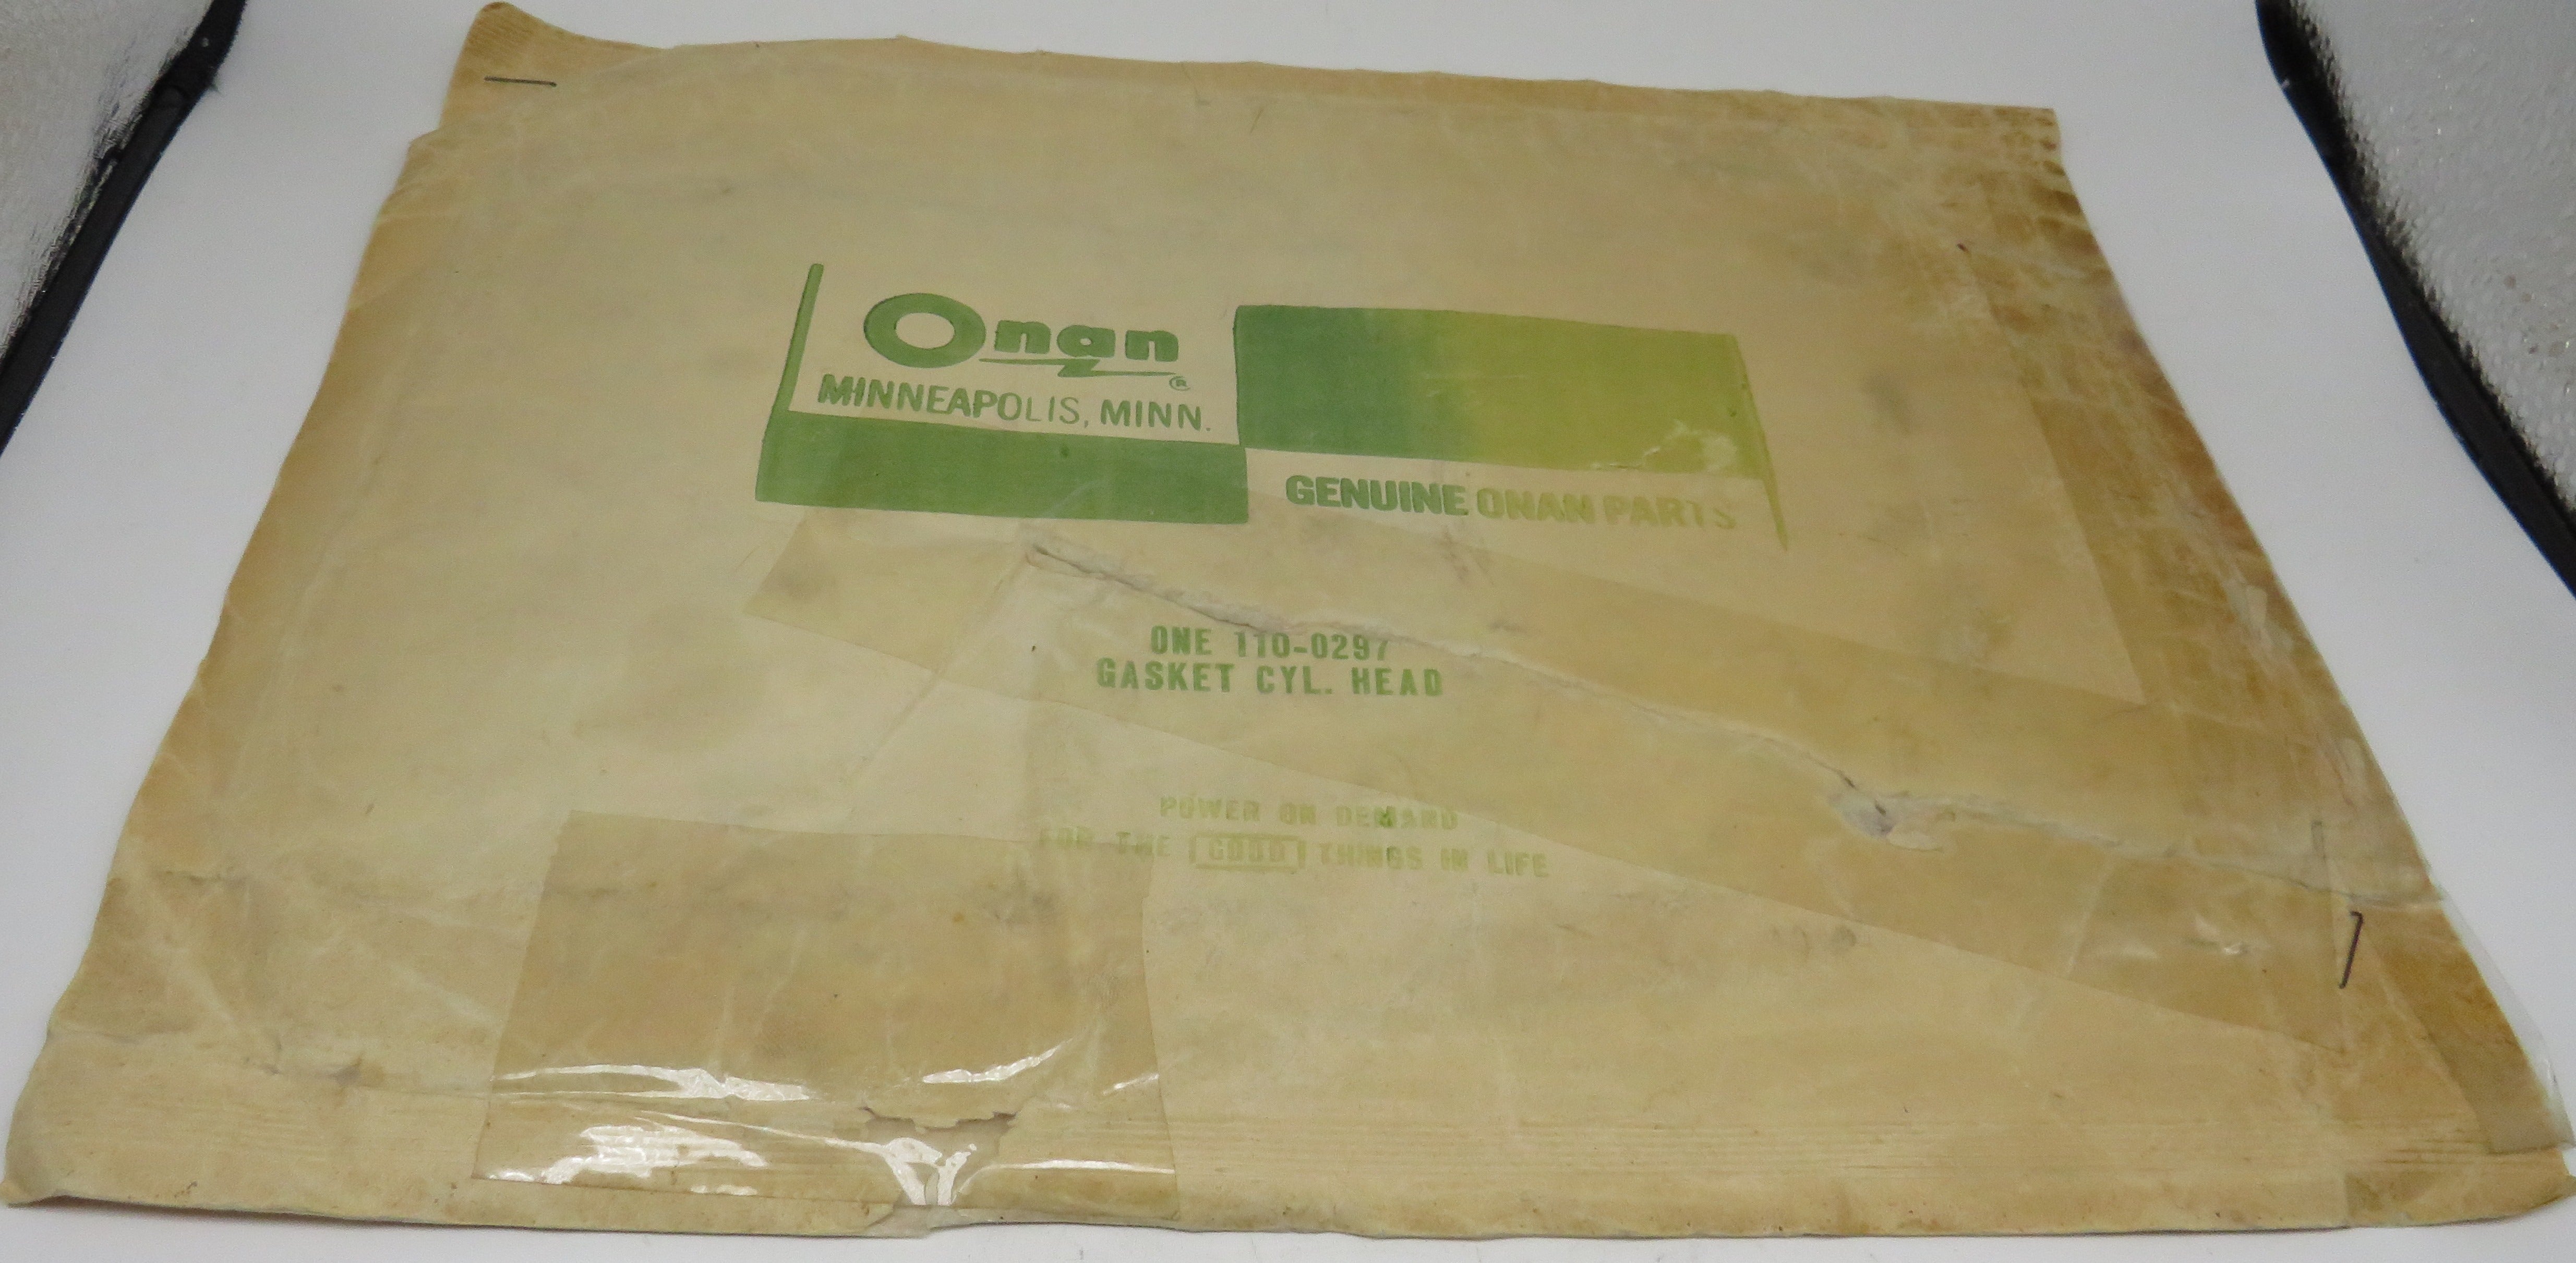 Onan
®
MINNEAPOLIS, MINN.
GENUINE ONAN PARTS
ONE 110-0297
GASKET CYL. HEAD
POWER ON DEMAND
FOR THE GOOD THINGS IN LIFE